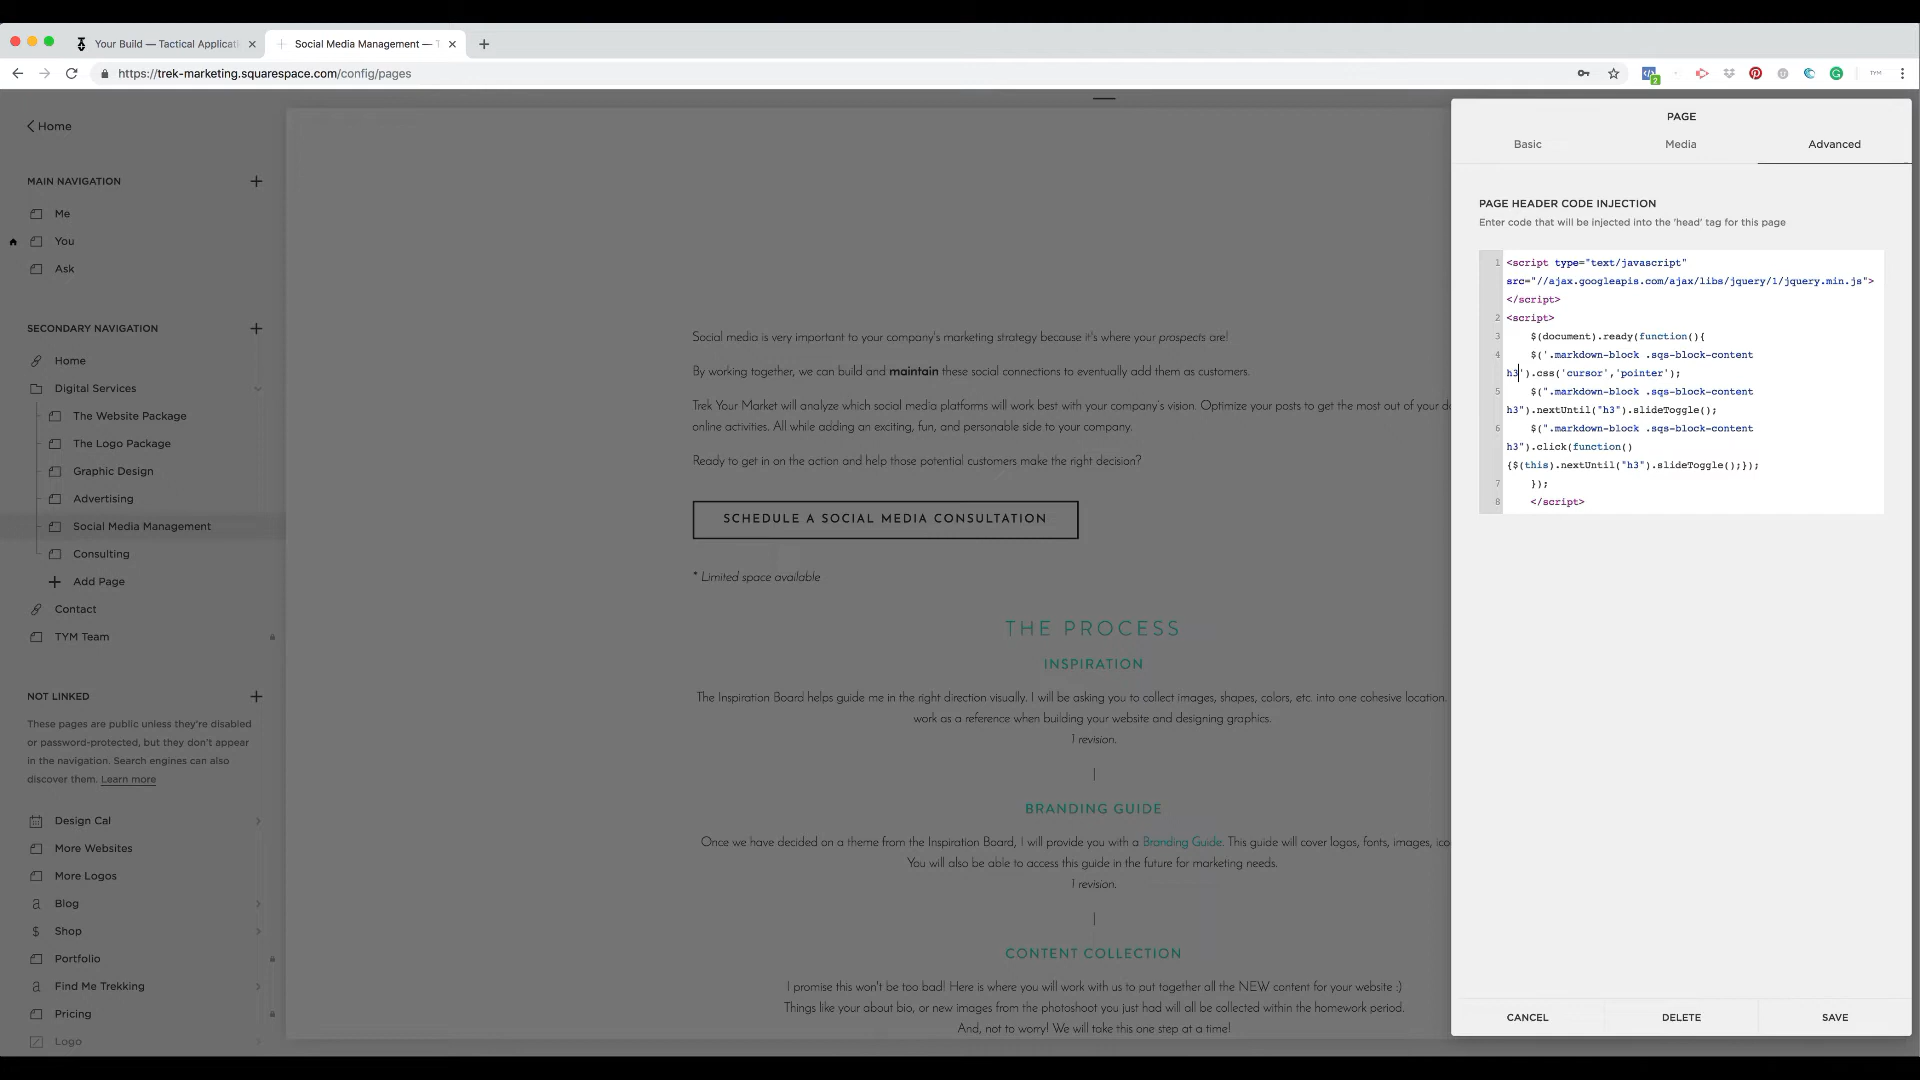 Your Build — Tactical Applicati
Social Media Management — T
https://trek-marketing.squarespace.com/config/pages
2
TYM
Home
MAIN NAVIGATION
Me
You
Ask
SECONDARY NAVIGATION
Home
Digital Services
The Website Package
The Logo Package
Graphic Design
Advertising
Social Media Management
Consulting
Add Page
Contact
TYM Team
NOT LINKED
These pages are public unless they're disabled
or password-protected, but they don't appear
in the navigation. Search engines can also
discover them. Learn more
Design Cal
More Websites
More Logos
a Blog
$ Shop
Portfolio
a Find Me Trekking
Pricing
Logo
Social media is very important to your company's marketing strategy because it's where your prospects are!
By working together, we can build and maintain these social connections to eventually add them as customers.
Trek Your Market will analyze which social media platforms will work best with your company's vision. Optimize your posts to get the most out of your
online activities. All while adding an exciting, fun, and personable side to your company.
Ready to get in on the action and help those potential customers make the right decision?
SCHEDULE A SOCIAL MEDIA CONSULTATION
* Limited space available
THE PROCESS
INSPIRATION
The Inspiration Board helps guide me in the right direction visually. I will be asking you to collect images, shapes, colors, etc. into one cohesive location.
work as a reference when building your website and designing graphics.
1 revision.
|
BRANDING GUIDE
Once we have decided on a theme from the Inspiration Board, I will provide you with a Branding Guide. This guide will cover logos, fonts, images,
You will also be able to access this guide in the future for marketing needs.
1 revision.
|
CONTENT COLLECTION
I promise this won't be too bad! Here is where you will work with us to put together all the NEW content for your website :)
Things like your about bio, or new images from the photoshoot you just had will all be collected within the homework period.
And, not to worry! We will take this one step at a time!
PAGE
Basic Media Advanced
PAGE HEADER CODE INJECTION
Enter code that will be injected into the 'head' tag for this page
1 <script type="text/javascript"
src="//ajax.googleapis.com/ajax/libs/jquery/1/jquery.min.js">
</script>
2 <script>
3 $(document).ready(function(){
4 $('.markdown-block .sqs-block-content
h3').css('cursor','pointer');
5 $(".markdown-block .sqs-block-content
h3").nextUntil("h3").slideToggle();
6 $(".markdown-block .sqs-block-content
h3").click(function()
{$(this).nextUntil("h3").slideToggle();});
7 });
8 </script>
CANCEL DELETE SAVE